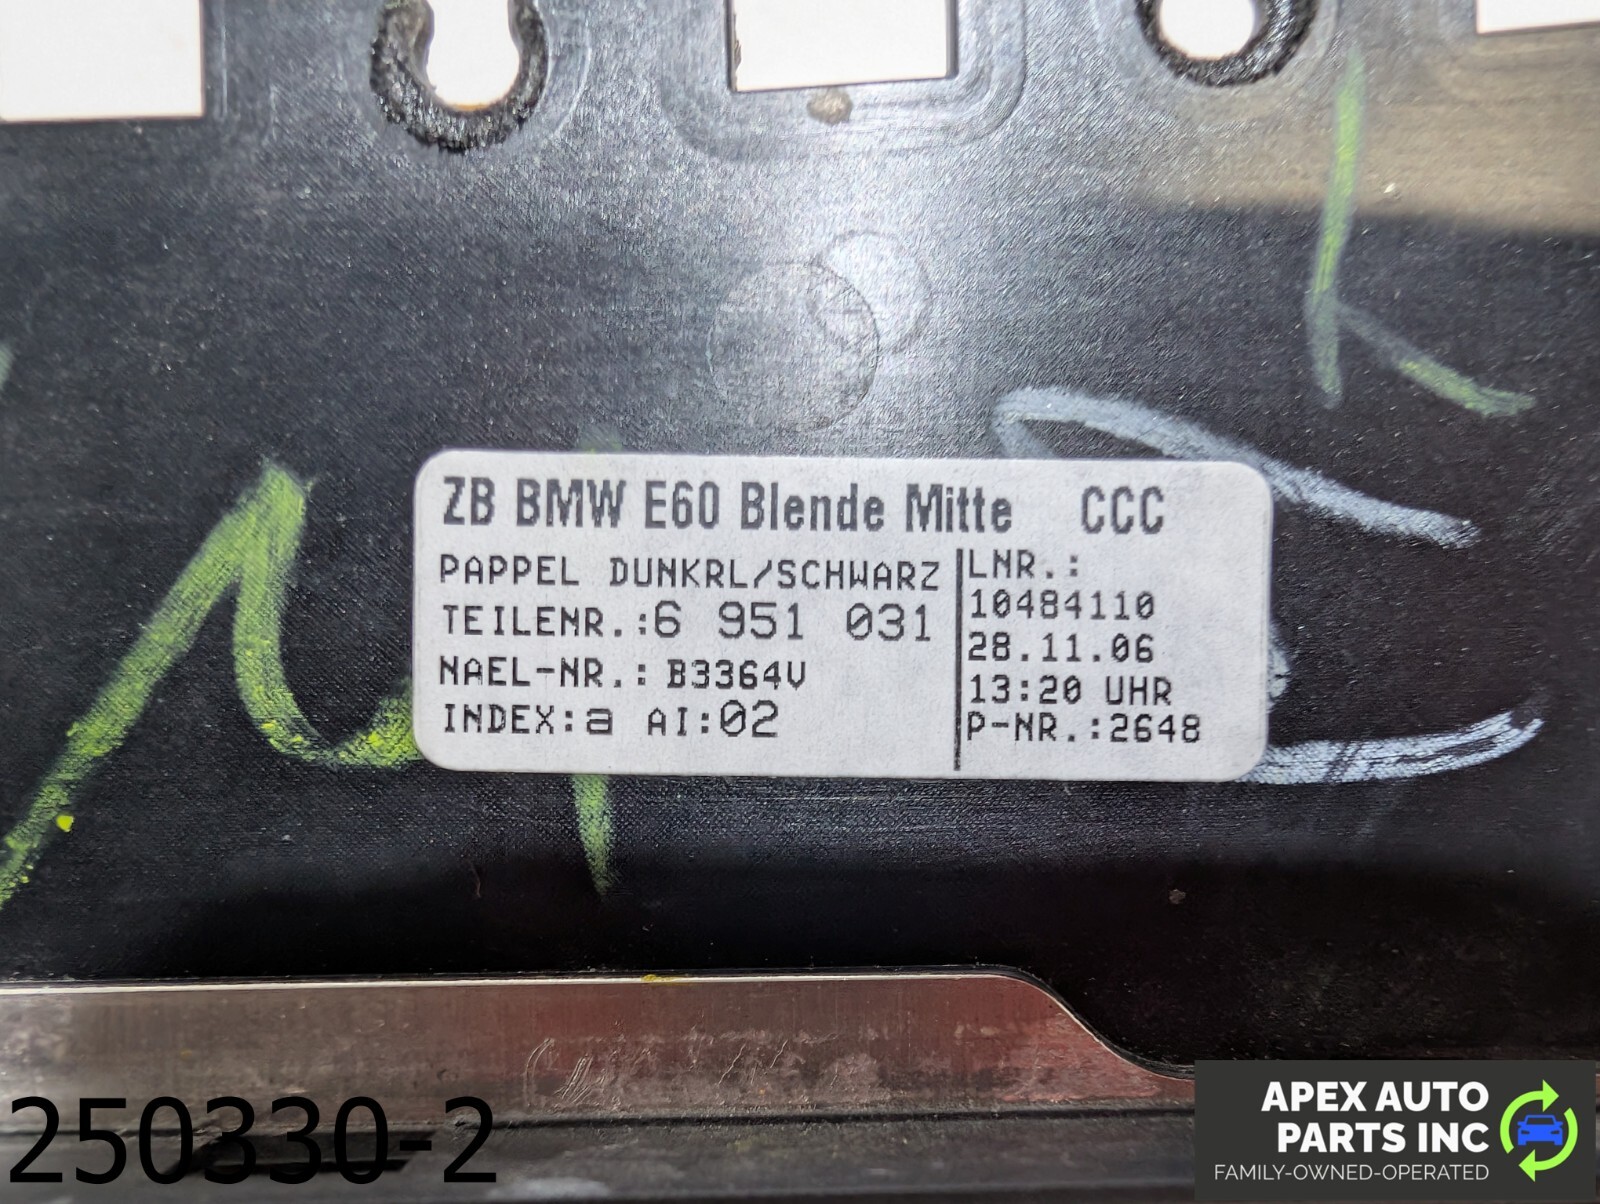 ZB BMW E60 Blende Mitte CCC
PAPPEL DUNKRL/SCHWARZ
TEILENR.:6 951 031
NAEL-NR.: B3364V
INDEX:a AI:02
LNR.:
10484110
28.11.06
13:20 UHR
P-NR.:2648
250330-2
APEX AUTO
PARTS INC
FAMILY-OWNED-OPERATED